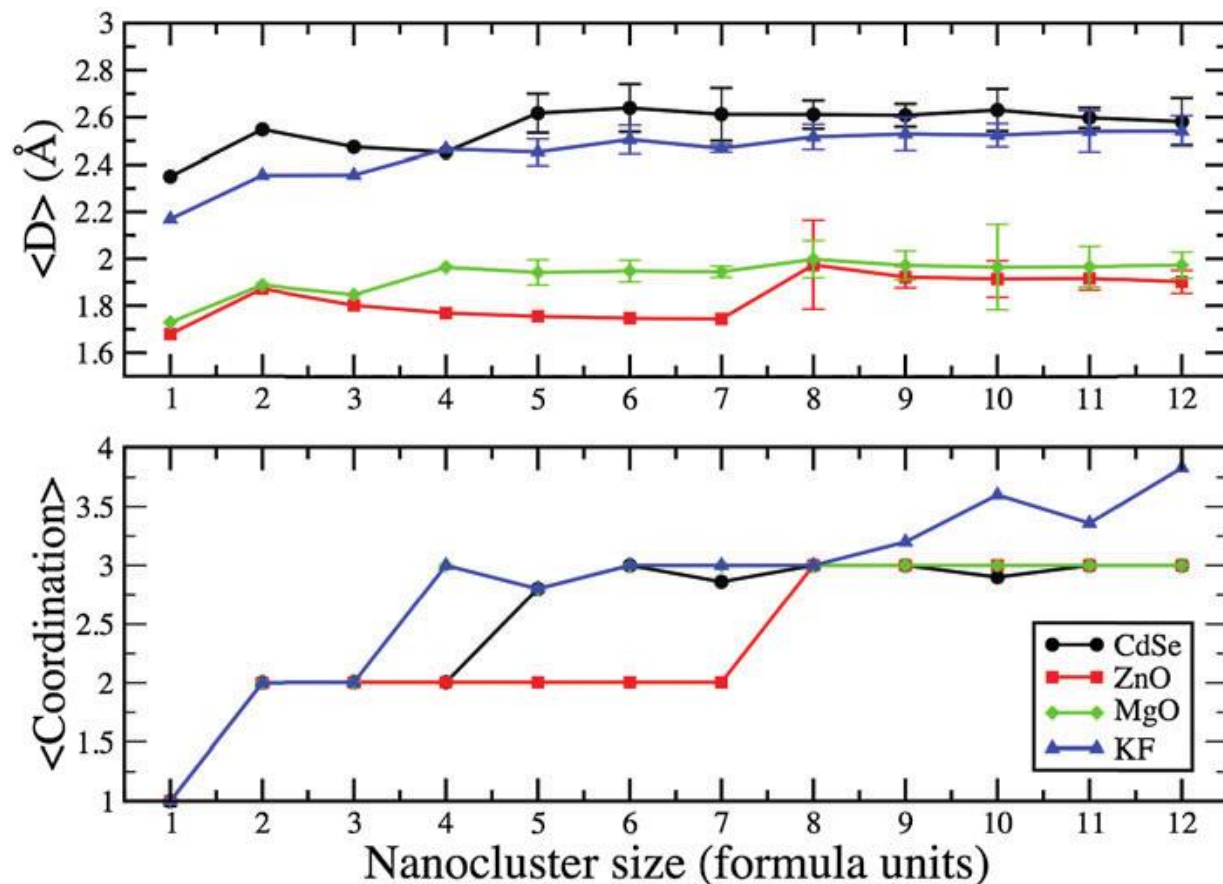 3
2.8
2.6
2.4
2.2
2
1.8
1.6
<D> (Å)
1 2 3 4 5 6 7 8 9 10 11 12
4
3.5
3
2.5
2
1.5
1
<Coordination>
CdSe
ZnO
MgO
KF
1 2 3 4 5 6 7 8 9 10 11 12
Nanocluster size (formula units)